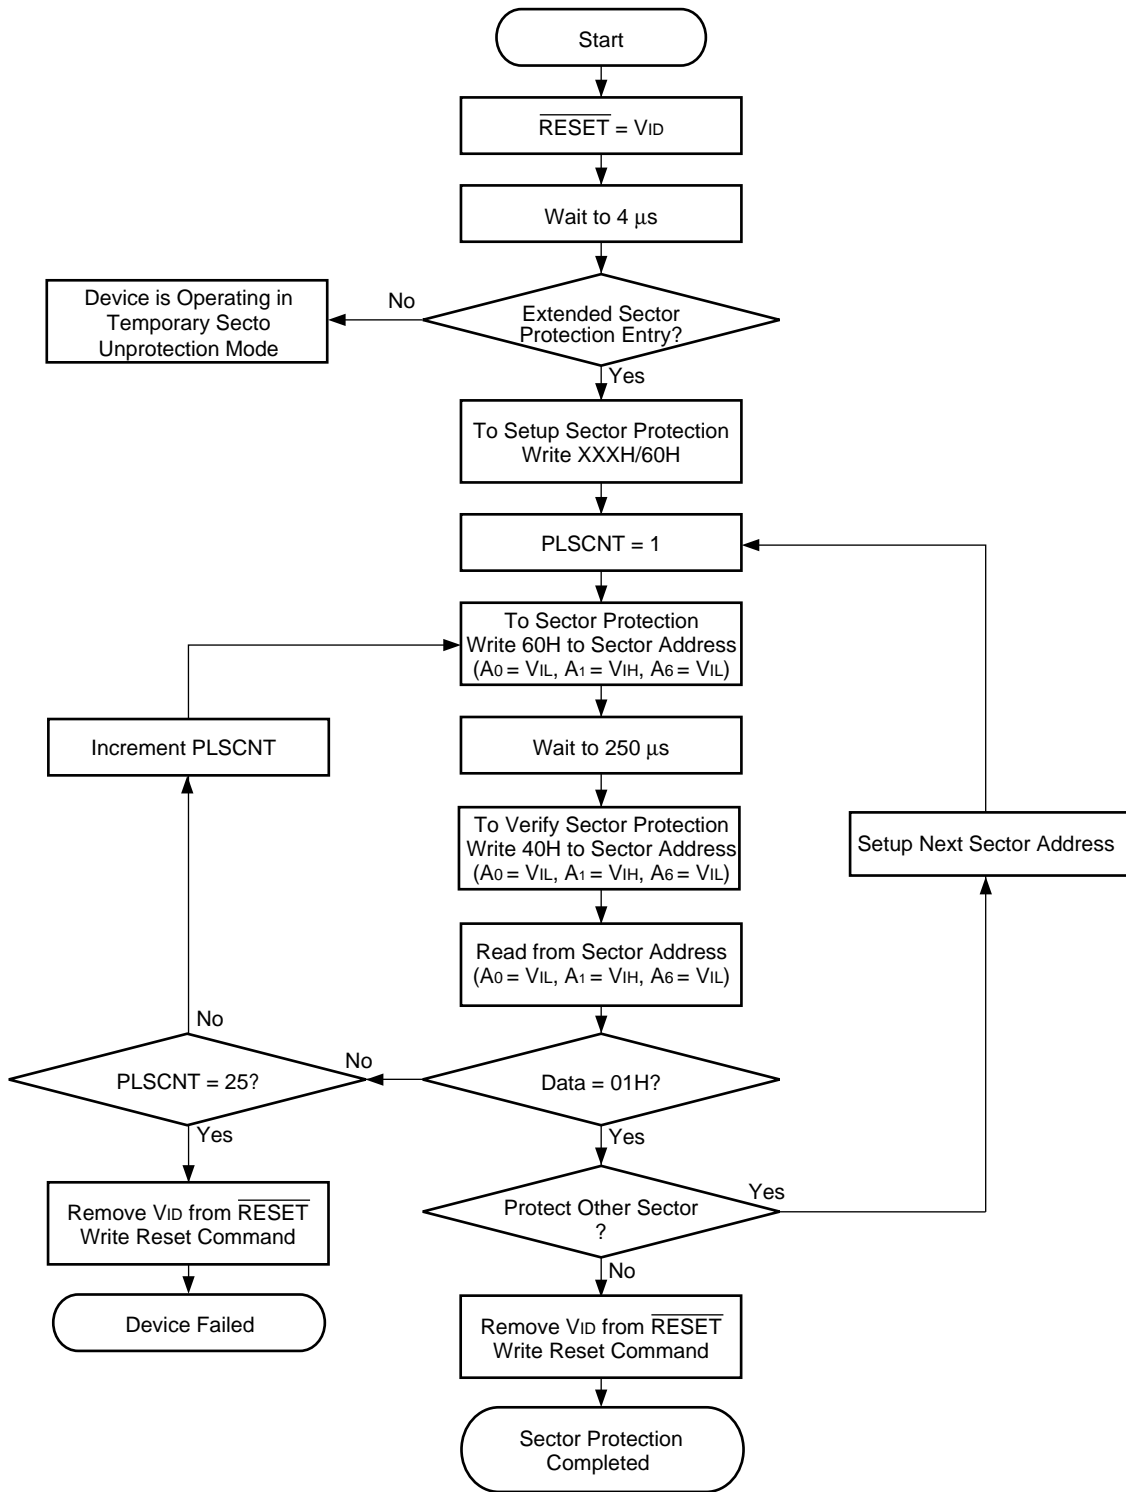 Start
RESET = VID
Wait to 4 μs
Device is Operating in
Temporary Secto
Unprotection Mode
No
Extended Sector
Protection Entry?
Yes
To Setup Sector Protection
Write XXXH/60H
PLSCNT = 1
To Sector Protection
Write 60H to Sector Address
(A0 = VIL, A1 = VIH, A6 = VIL)
Increment PLSCNT
Wait to 250 μs
To Verify Sector Protection
Write 40H to Sector Address
(A0 = VIL, A1 = VIH, A6 = VIL)
Setup Next Sector Address
Read from Sector Address
(A0 = VIL, A1 = VIH, A6 = VIL)
No
PLSCNT = 25?
No
Data = 01H?
Yes
Yes
Protect Other Sector
?
Yes
Remove VID from RESET
Write Reset Command
No
Device Failed
Remove VID from RESET
Write Reset Command
Sector Protection
Completed